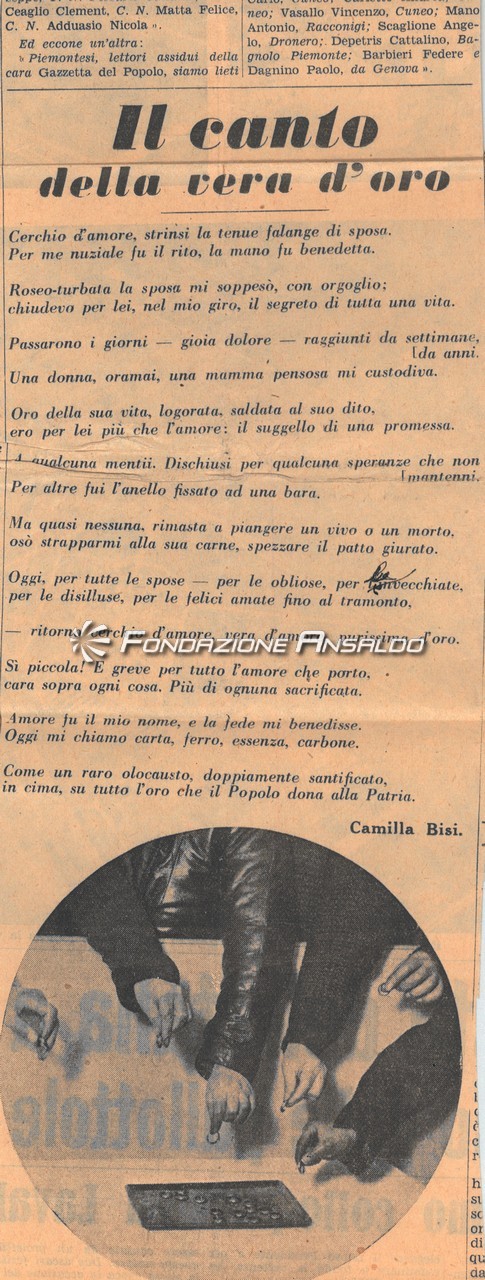 Ceaglio Clement, C. N. Matta Felice,
C. N. Adduasio Nicola ».
Ed eccone un'altra:
» Piemontesi, lettori assidui della
cara Gazzetta del Popolo, siamo lieti
neo; Vasallo Vincenzo, Cuneo; Mano
Antonio, Racconigi; Scaglione Ange-
lo, Dronero; Depetris Cattalino, Ba-
gnolo Piemonte; Barbieri Federe e
Dagnino Paolo, da Genova ».
Il canto
della vera d'oro
Cerchio d'amore, strinsi la tenue falange di sposa.
Per me nuziale fu il rito, la mano fu benedetta.
Roseo-turbata la sposa mi soppesò, con orgoglio;
chiudevo per lei, nel mio giro, il segreto di tutta una vita.
Passarono i giorni — gioia dolore — raggiunti da settimane,
[da anni.
Una donna, oramai, una mamma pensosa mi custodiva.
Oro della sua vita, logorata, saldata al suo dito,
ero per lei più che l'amore: il suggello di una promessa.
A qualcuna mentii. Dischiusi per qualcuna speranze che non
[mantenni.
Per altre fui l'anello fissato ad una bara.
Ma quasi nessuna, rimasta a piangere un vivo o un morto,
osò strapparmi alla sua carne, spezzare il patto giurato.
Oggi, per tutte le spose — per le obliose, per invecchiate,
per le disilluse, per le felici amate fino al tramonto,
— ritorno cerchio d'amore, vera d'amore, purissima d'oro.
FONDAZIONE ANSALDO
Sì piccola! E greve per tutto l'amore che porto,
cara sopra ogni cosa. Più di ognuna sacrificata.
Amore fu il mio nome, e la fede mi benedisse.
Oggi mi chiamo carta, ferro, essenza, carbone.
Come un raro olocausto, doppiamente santificato,
in cima, su tutto l'oro che il Popolo dona alla Patria.
Camilla Bisi.